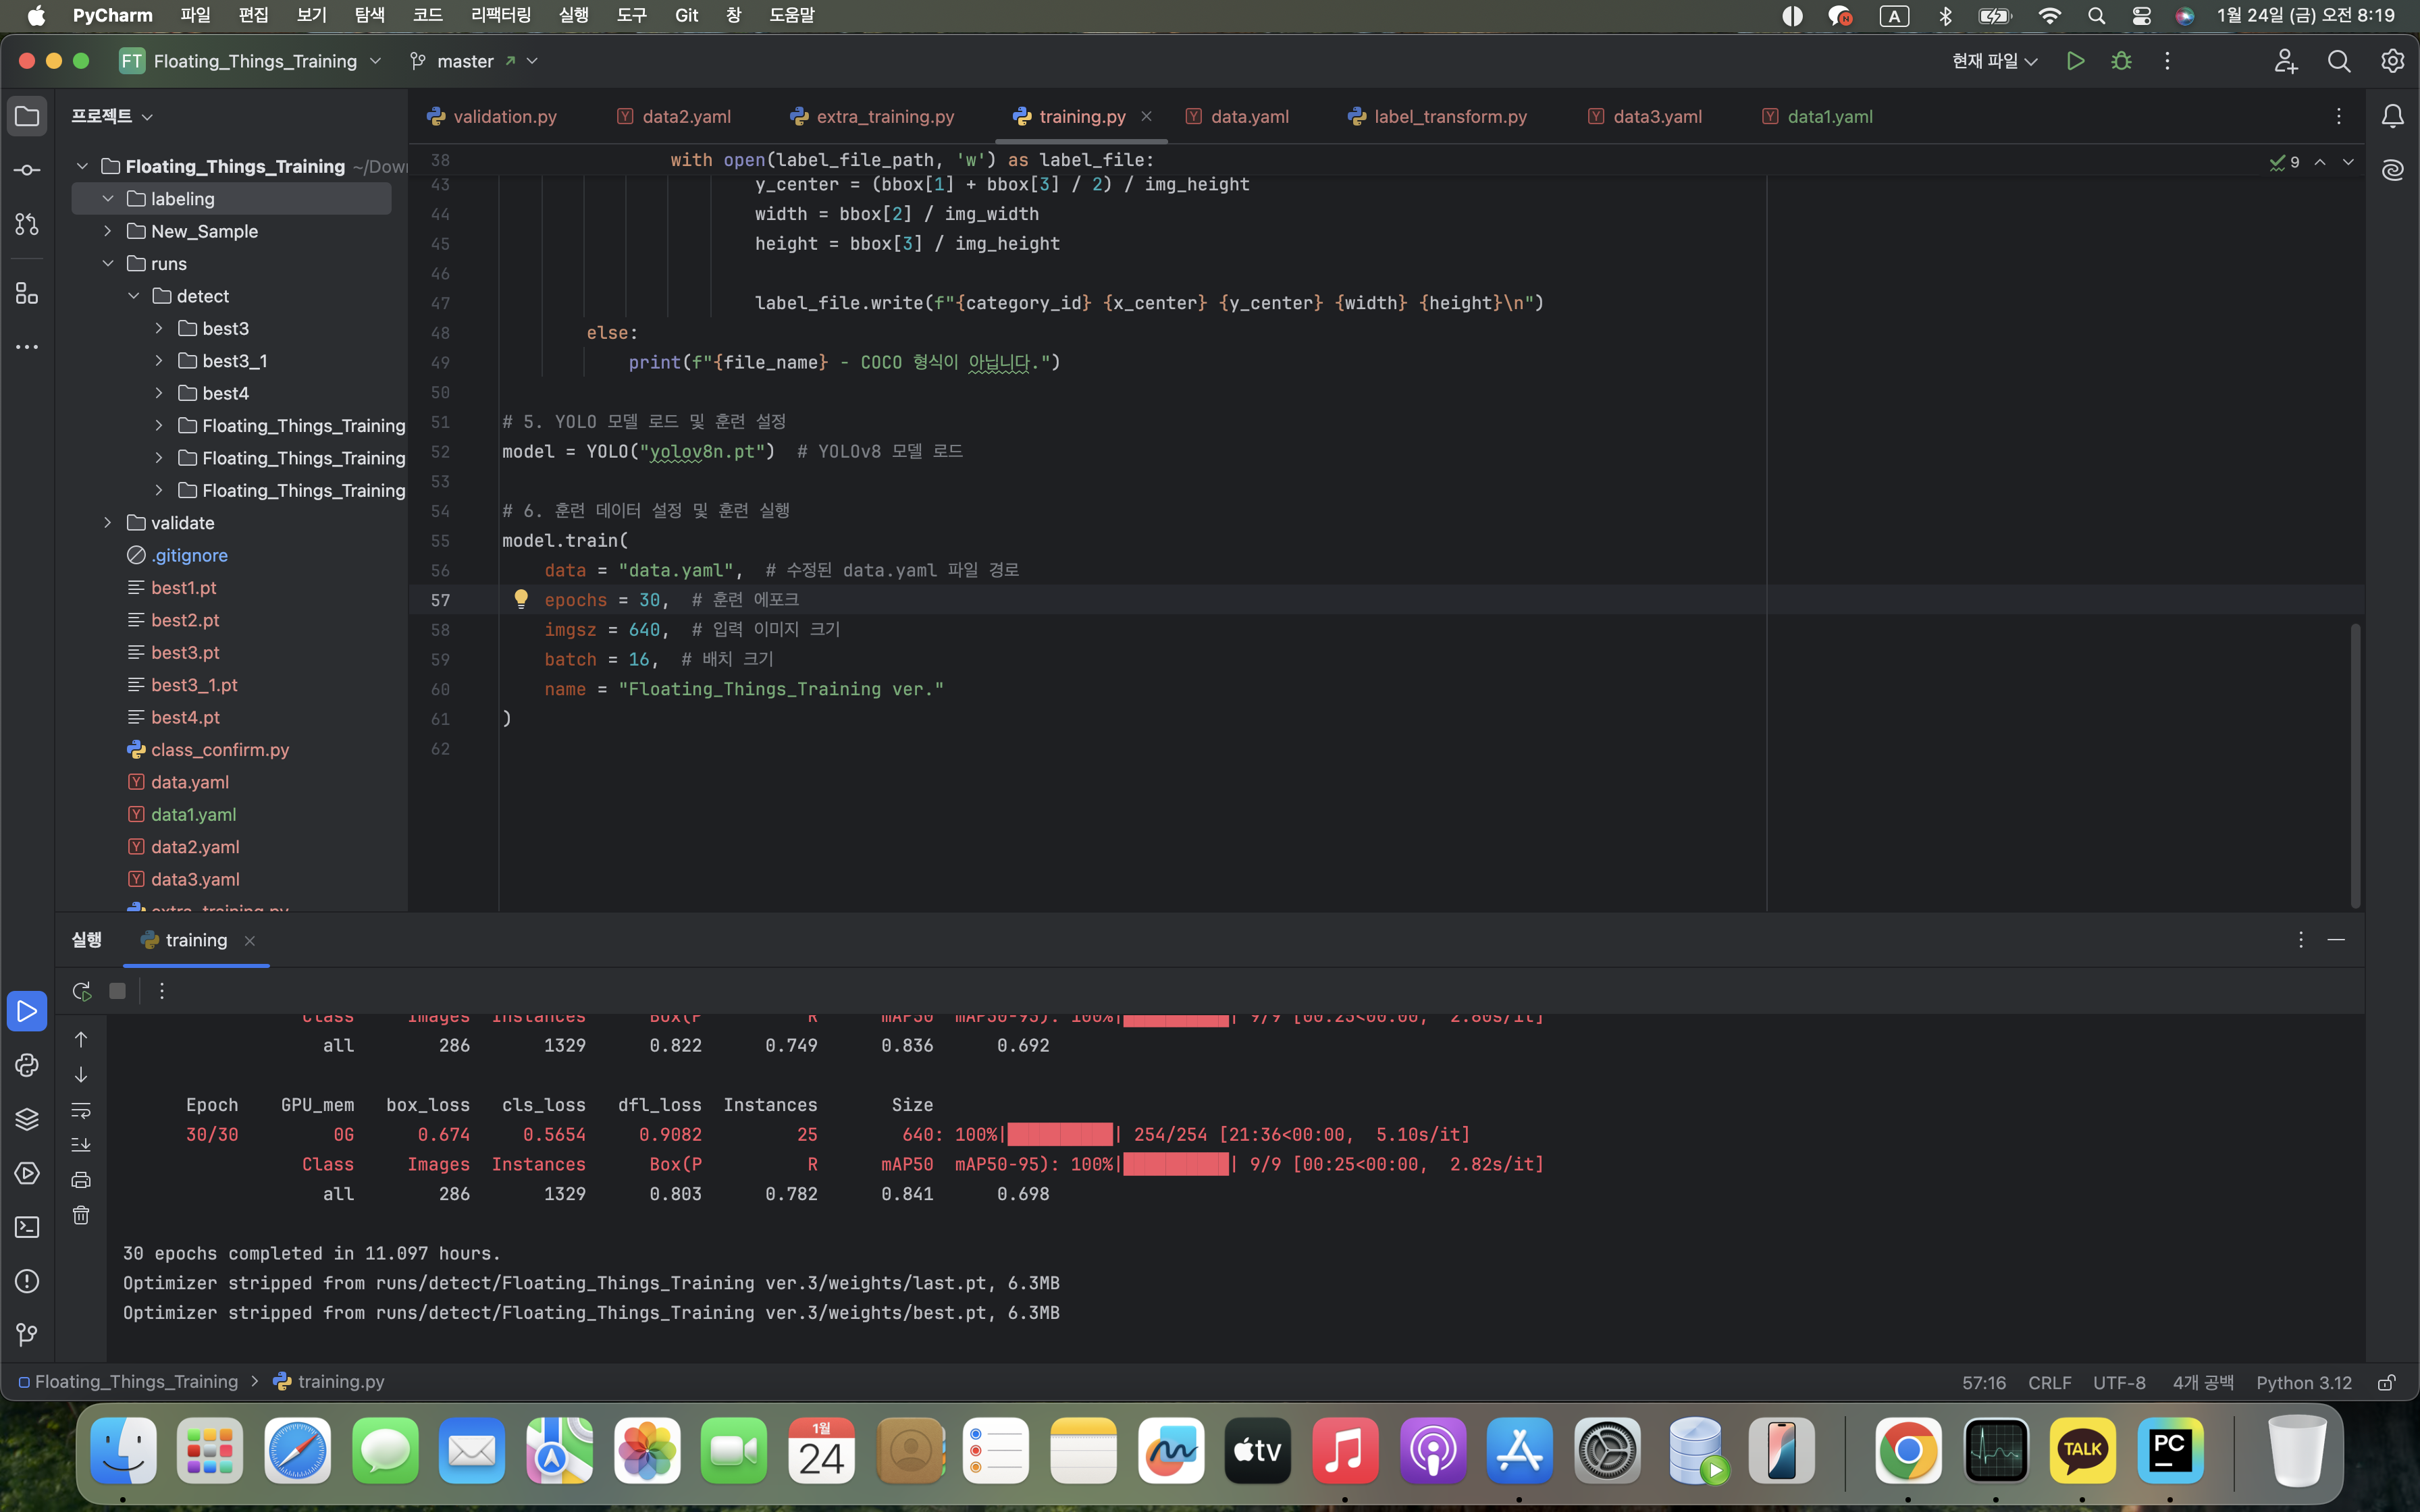 PyCharm 파일 편집 보기 탐색 코드 리팩터링 실행 도구 Git 창 도움말 A 1월 24일 (금) 오전 8:19
FT Floating_Things_Training master 현재 파일
프로젝트
validation.py data2.yaml extra_training.py training.py data.yaml label_transform.py data3.yaml data1.yaml
Floating_Things_Training ~/Dow
labeling
New_Sample
runs
detect
best3
best3_1
best4
Floating_Things_Training
Floating_Things_Training
Floating_Things_Training
validate
.gitignore
best1.pt
best2.pt
best3.pt
best3_1.pt
best4.pt
class_confirm.py
data.yaml
data1.yaml
data2.yaml
data3.yaml
extra_training.py
9
38 with open(label_file_path, 'w') as label_file:
43 y_center = (bbox[1] + bbox[3] / 2) / img_height
44 width = bbox[2] / img_width
45 height = bbox[3] / img_height
46
47 label_file.write(f"{category_id} {x_center} {y_center} {width} {height}\n")
48 else:
49 print(f"{file_name} - COCO 형식이 아닙니다.")
50
51 # 5. YOLO 모델 로드 및 훈련 설정
52 model = YOLO("yolov8n.pt") # YOLOv8 모델 로드
53
54 # 6. 훈련 데이터 설정 및 훈련 실행
55 model.train(
56 data = "data.yaml", # 수정된 data.yaml 파일 경로
57 epochs = 30, # 훈련 에포크
58 imgsz = 640, # 입력 이미지 크기
59 batch = 16, # 배치 크기
60 name = "Floating_Things_Training ver."
61 )
62
실행 training
Class Images Instances Box(P R mAP50 mAP50-95): 100%| | 9/9 [00:25<00:00, 2.80s/it]
all 286 1329 0.822 0.749 0.836 0.692
Epoch GPU_mem box_loss cls_loss dfl_loss Instances Size
30/30 0G 0.674 0.5654 0.9082 25 640: 100%| | 254/254 [21:36<00:00, 5.10s/it]
Class Images Instances Box(P R mAP50 mAP50-95): 100%| | 9/9 [00:25<00:00, 2.82s/it]
all 286 1329 0.803 0.782 0.841 0.698
30 epochs completed in 11.097 hours.
Optimizer stripped from runs/detect/Floating_Things_Training ver.3/weights/last.pt, 6.3MB
Optimizer stripped from runs/detect/Floating_Things_Training ver.3/weights/best.pt, 6.3MB
Floating_Things_Training > training.py 57:16 CRLF UTF-8 4개 공백 Python 3.12
1월
24
tv
TALK
PC